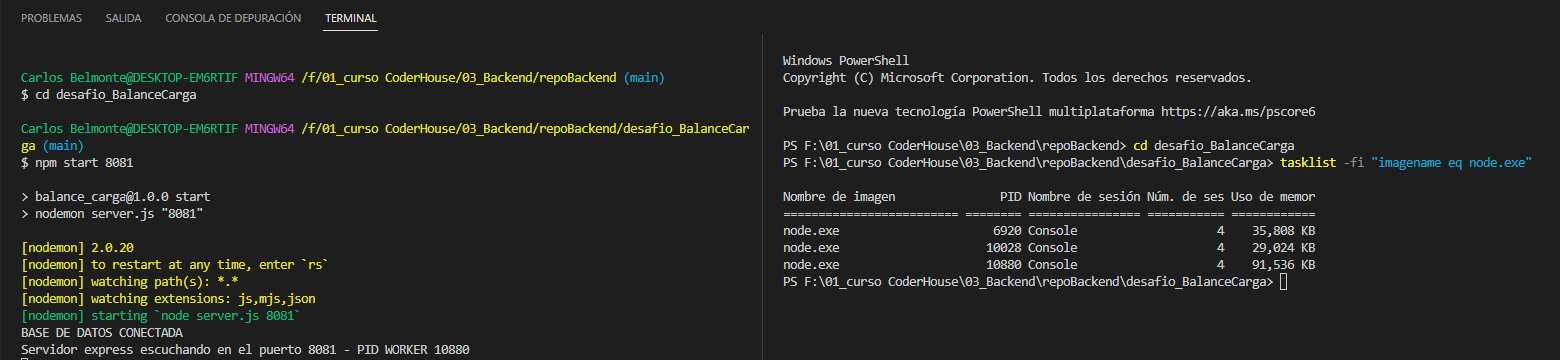 PROBLEMAS SALIDA CONSOLA DE DEPURACIÓN TERMINAL
Carlos Belmonte@DESKTOP-EM6RTIF MINGW64 /f/01_curso CoderHouse/03_Backend/repoBackend (main)
$ cd desafio_BalanceCarga
Carlos Belmonte@DESKTOP-EM6RTIF MINGW64 /f/01_curso CoderHouse/03_Backend/repoBackend/desafio_BalanceCar
ga (main)
$ npm start 8081
> balance_carga@1.0.0 start
> nodemon server.js "8081"
[nodemon] 2.0.20
[nodemon] to restart at any time, enter `rs`
[nodemon] watching path(s): *.*
[nodemon] watching extensions: js,mjs,json
[nodemon] starting `node server.js 8081`
BASE DE DATOS CONECTADA
Servidor express escuchando en el puerto 8081 - PID WORKER 10880
Windows PowerShell
Copyright (C) Microsoft Corporation. Todos los derechos reservados.
Prueba la nueva tecnología PowerShell multiplataforma https://aka.ms/pscore6
PS F:\01_curso CoderHouse\03_Backend\repoBackend> cd desafio_BalanceCarga
PS F:\01_curso CoderHouse\03_Backend\repoBackend\desafio_BalanceCarga> tasklist -fi "imagename eq node.exe"
Nombre de imagen PID Nombre de sesión Núm. de ses Uso de memor
========================= ======== ================ =========== ============
node.exe 6920 Console 4 35,808 KB
node.exe 10028 Console 4 29,024 KB
node.exe 10880 Console 4 91,536 KB
PS F:\01_curso CoderHouse\03_Backend\repoBackend\desafio_BalanceCarga>